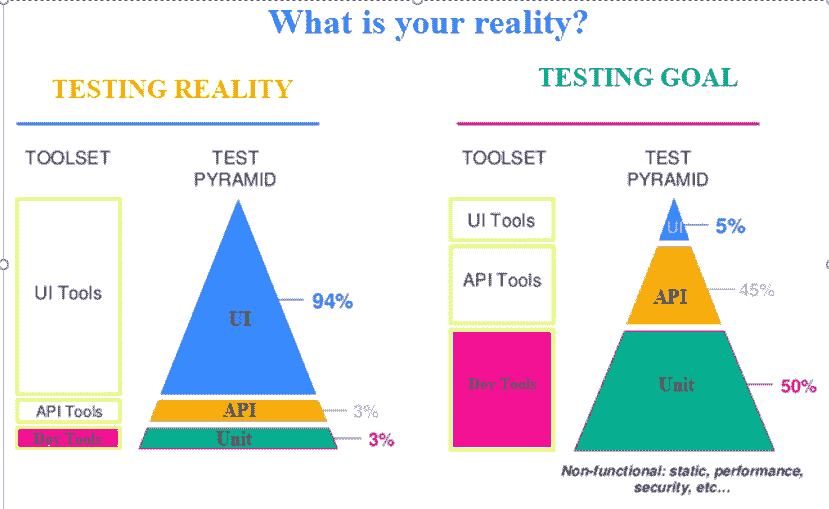 What is your reality?
TESTING REALITY
TOOLSET
TEST
PYRAMID
UI Tools
UI
94%
API Tools
API
3%
Dev Tools
Unit
3%
TESTING GOAL
TOOLSET
TEST
PYRAMID
UI Tools
UI
5%
API Tools
API
45%
Dev Tools
Unit
50%
Non-functional: static, performance,
security, etc...